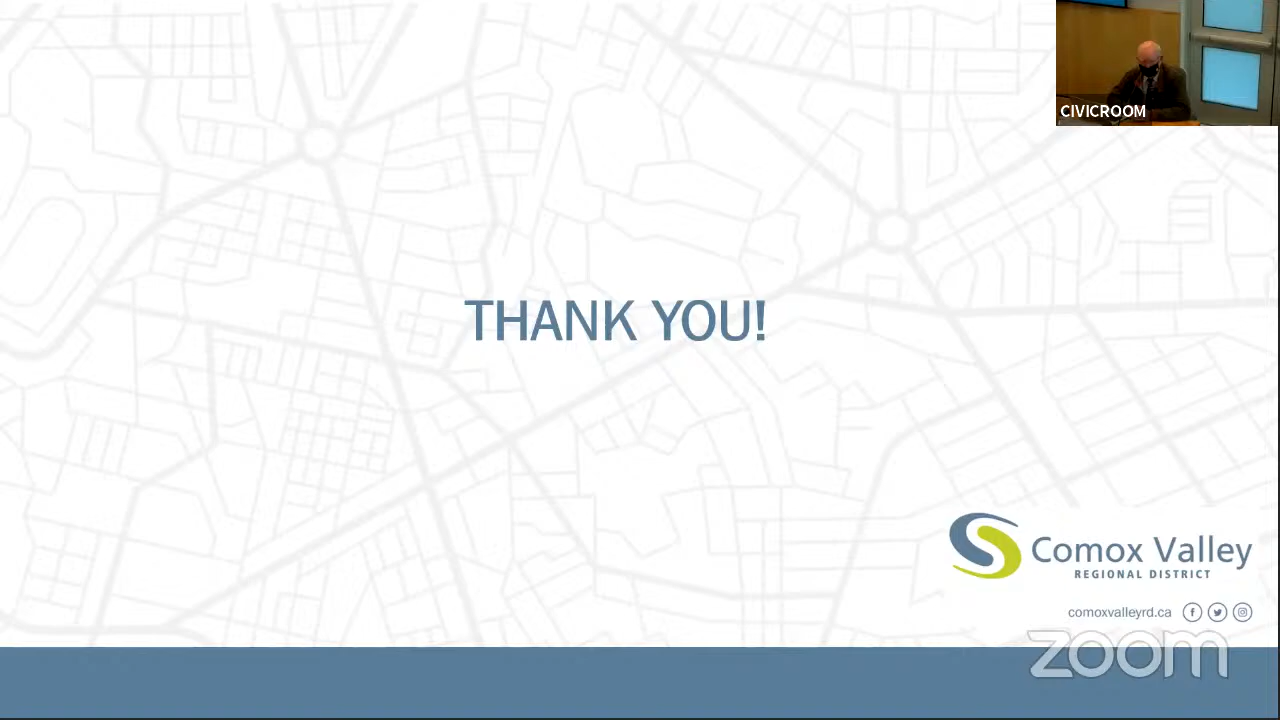 CIVICROOM
THANK YOU!
Comox Valley
REGIONAL DISTRICT
comoxvalleyrd.ca
zoom